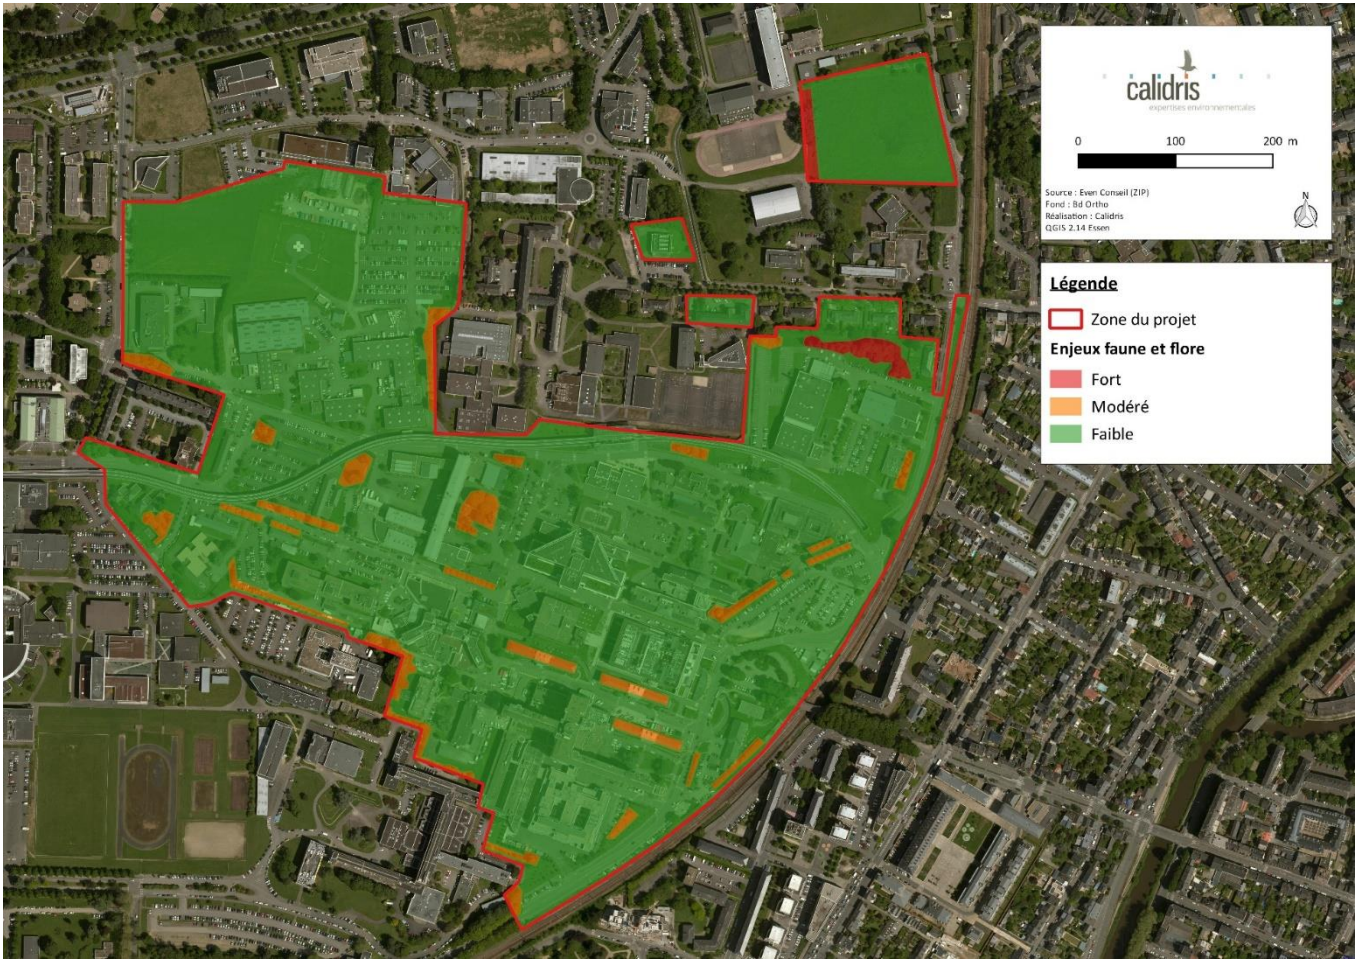 calidris
expertises environnementales
0 100 200 m
Source : Even Conseil (ZIP)
Fond : Bd Ortho
Réalisation : Calidris
QGIS 2.14 Essen
N
Légende
Zone du projet
Enjeux faune et flore
Fort
Modéré
Faible